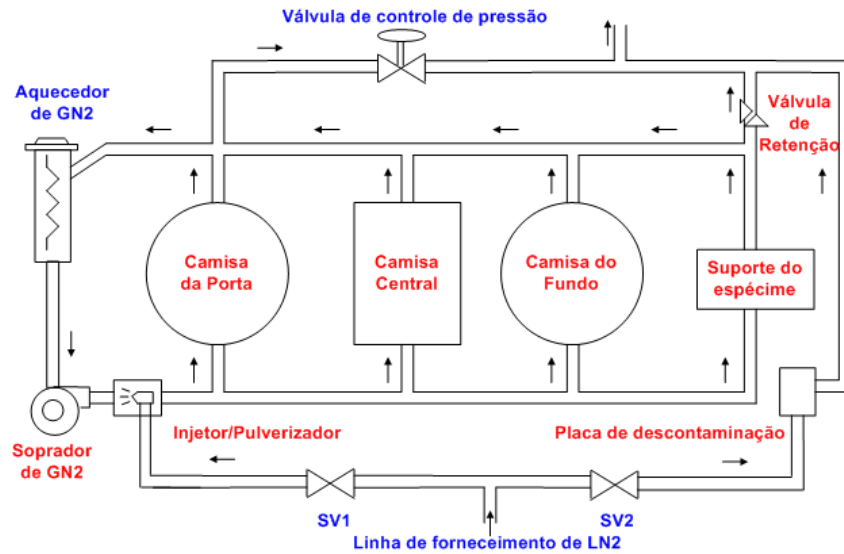 Válvula de controle de pressão
Aquecedor
de GN2
Válvula
de
Retenção
Camisa
da Porta
Camisa
Central
Camisa do
Fundo
Suporte do
espécime
Injetor/Pulverizador
Placa de descontaminação
Soprador
de GN2
SV1
SV2
Linha de forneceimento de LN2